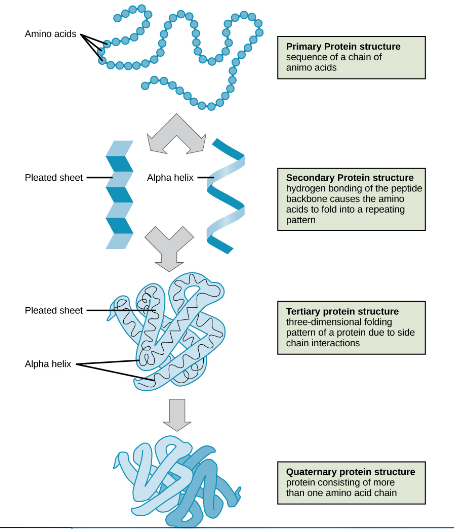 Amino acids
Primary Protein structure
sequence of a chain of
animo acids
Pleated sheet
Alpha helix
Secondary Protein structure
hydrogen bonding of the peptide
backbone causes the amino
acids to fold into a repeating
pattern
Pleated sheet
Tertiary protein structure
three-dimensional folding
pattern of a protein due to side
chain interactions
Alpha helix
Quaternary protein structure
protein consisting of more
than one amino acid chain